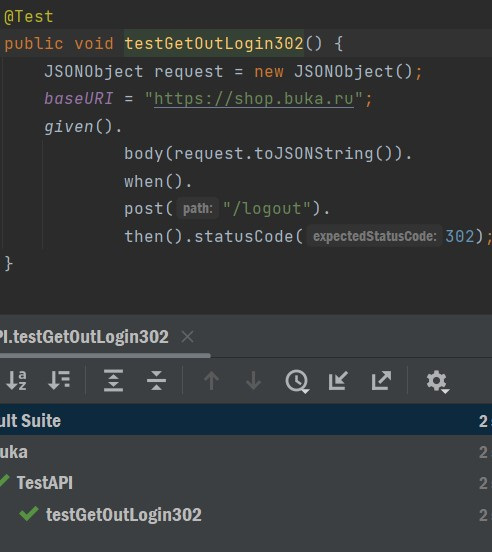 @Test
public void testGetOutLogin302() {
JSONObject request = new JSONObject();
baseURI = "https://shop.buka.ru";
given().
body(request.toJSONString()).
when().
post( path: "/logout").
then().statusCode( expectedStatusCode: 302);
}
PI.testGetOutLogin302 ×
ult Suite 2
uka 2
TestAPI 2
testGetOutLogin302 2